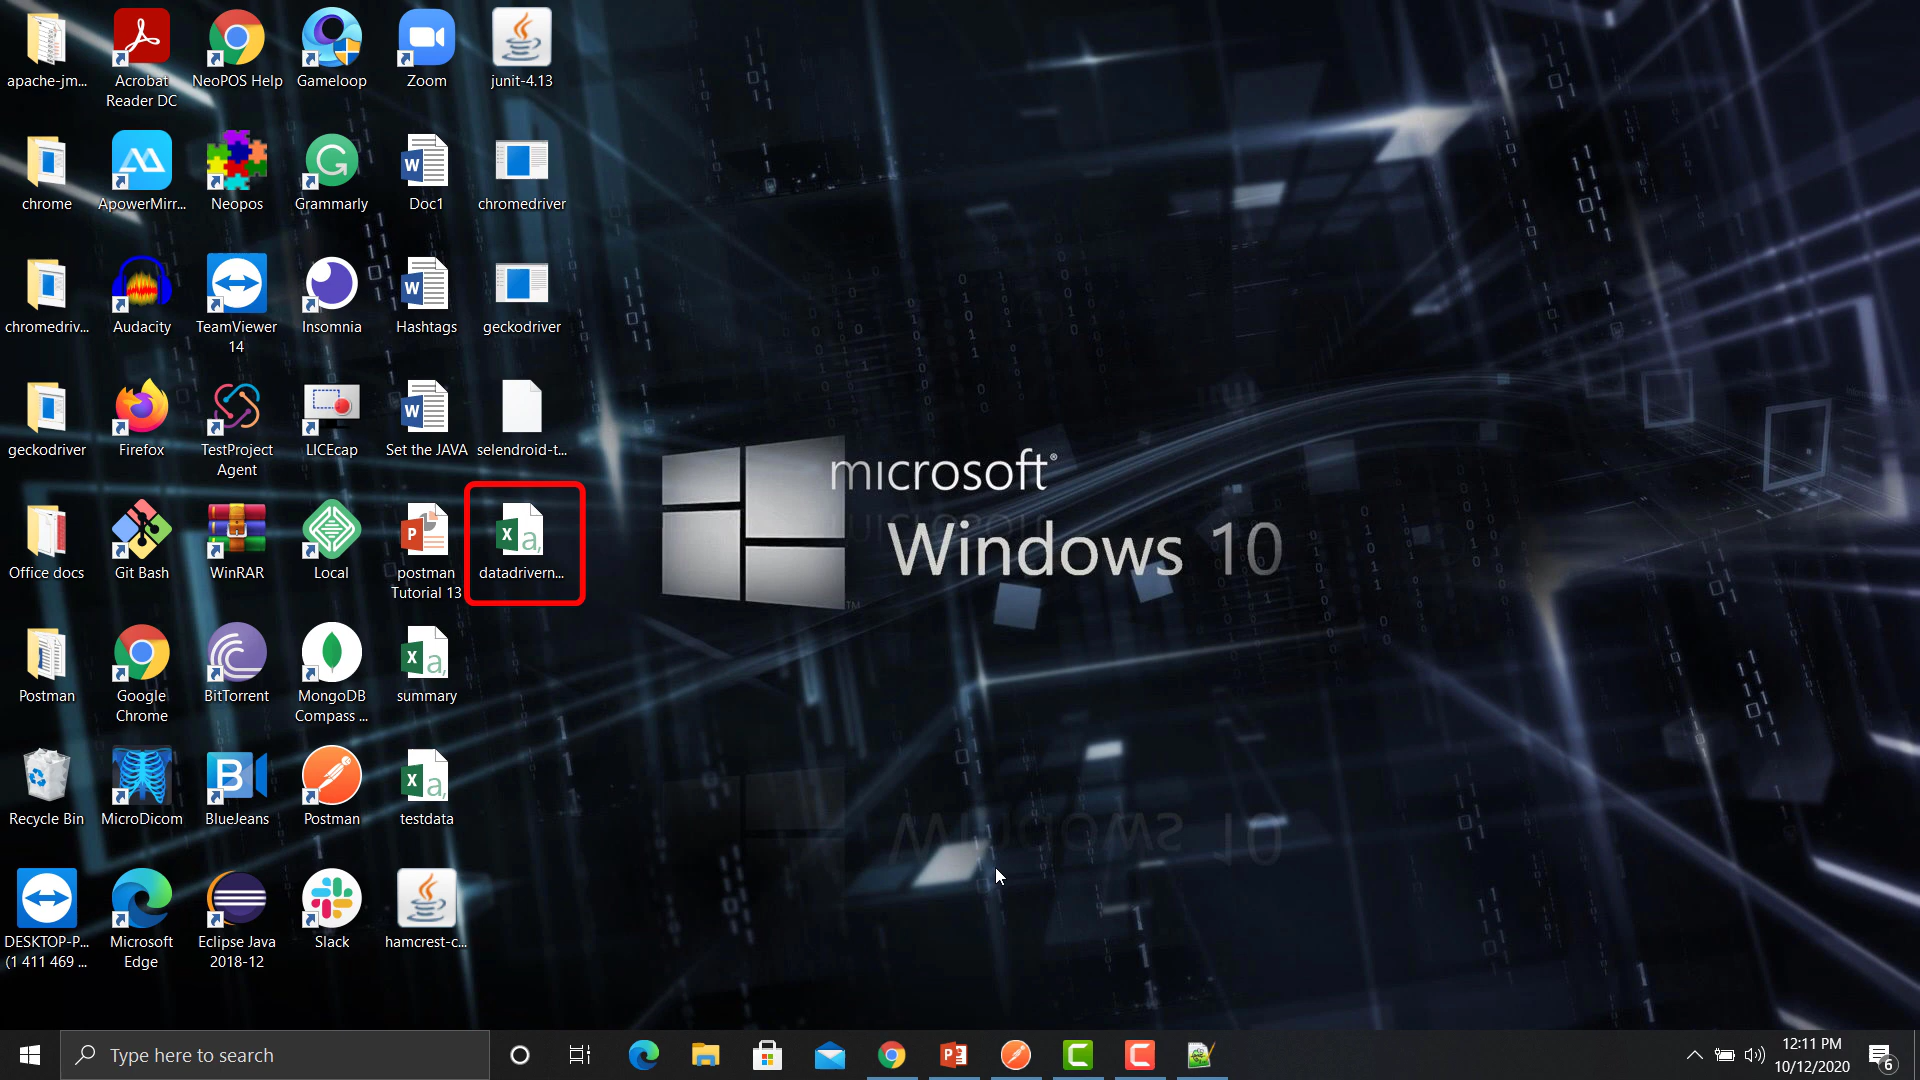 apache-jm...
Acrobat
Reader DC
NeoPOS Help
Gameloop
Zoom
junit-4.13
chrome
ApowerMirr...
Neopos
Grammarly
Doc1
chromedriver
chromedriv...
Audacity
TeamViewer
14
Insomnia
Hashtags
geckodriver
geckodriver
Firefox
TestProject
Agent
LICEcap
Set the JAVA
selendroid-t...
Office docs
Git Bash
WinRAR
Local
postman
Tutorial 13
datadrivern...
Postman
Google
Chrome
BitTorrent
MongoDB
Compass ...
summary
Recycle Bin
MicroDicom
BlueJeans
Postman
testdata
DESKTOP-P...
(1 411 469 ...
Microsoft
Edge
Eclipse Java
2018-12
Slack
hamcrest-c...
microsoft®
Windows 10
TM
Type here to search
12:11 PM
10/12/2020
6